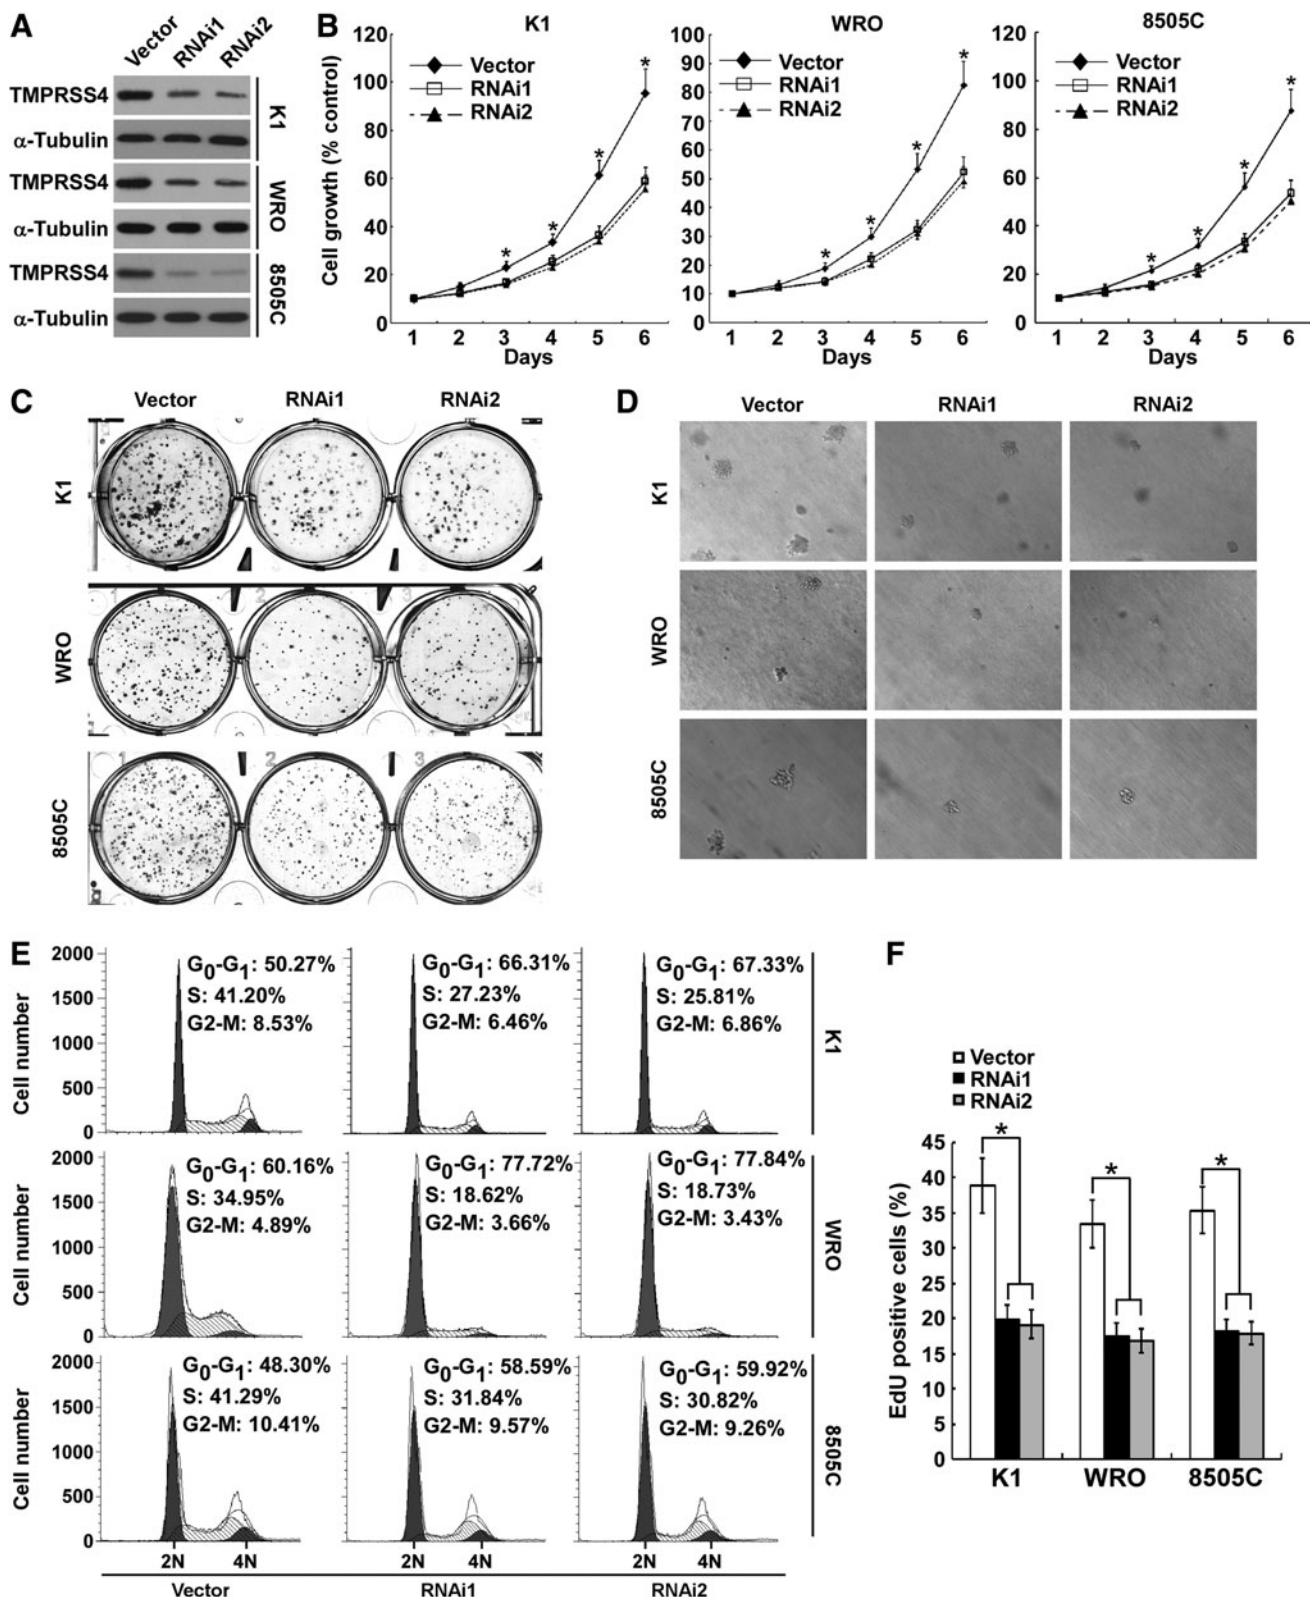 A
Vector
RNAi1
RNAi2
TMPRSS4
α-Tubulin
K1
TMPRSS4
α-Tubulin
WRO
TMPRSS4
α-Tubulin
8505C
B
Cell growth (% control)
K1
120
100
80
60
40
20
0
Vector
RNAi1
RNAi2
* * * *
1 2 3 4 5 6
Days
WRO
100
90
80
70
60
50
40
30
20
10
0
Vector
RNAi1
RNAi2
* * * *
1 2 3 4 5 6
Days
8505C
120
100
80
60
40
20
0
Vector
RNAi1
RNAi2
* * * *
1 2 3 4 5 6
Days
C
Vector RNAi1 RNAi2
K1
WRO
1 2 3
8505C
1 2 3
D
Vector RNAi1 RNAi2
K1
WRO
8505C
E
Cell number
2000
1500
1000
500
0
G0-G1: 50.27%
S: 41.20%
G2-M: 8.53%
G0-G1: 66.31%
S: 27.23%
G2-M: 6.46%
G0-G1: 67.33%
S: 25.81%
G2-M: 6.86%
K1
Cell number
2000
1500
1000
500
0
G0-G1: 60.16%
S: 34.95%
G2-M: 4.89%
G0-G1: 77.72%
S: 18.62%
G2-M: 3.66%
G0-G1: 77.84%
S: 18.73%
G2-M: 3.43%
WRO
Cell number
2000
1500
1000
500
0
G0-G1: 48.30%
S: 41.29%
G2-M: 10.41%
G0-G1: 58.59%
S: 31.84%
G2-M: 9.57%
G0-G1: 59.92%
S: 30.82%
G2-M: 9.26%
8505C
2N 4N 2N 4N 2N 4N
Vector RNAi1 RNAi2
F
Vector
RNAi1
RNAi2
EdU positive cells (%)
45
40
35
30
25
20
15
10
5
0
* * *
K1 WRO 8505C